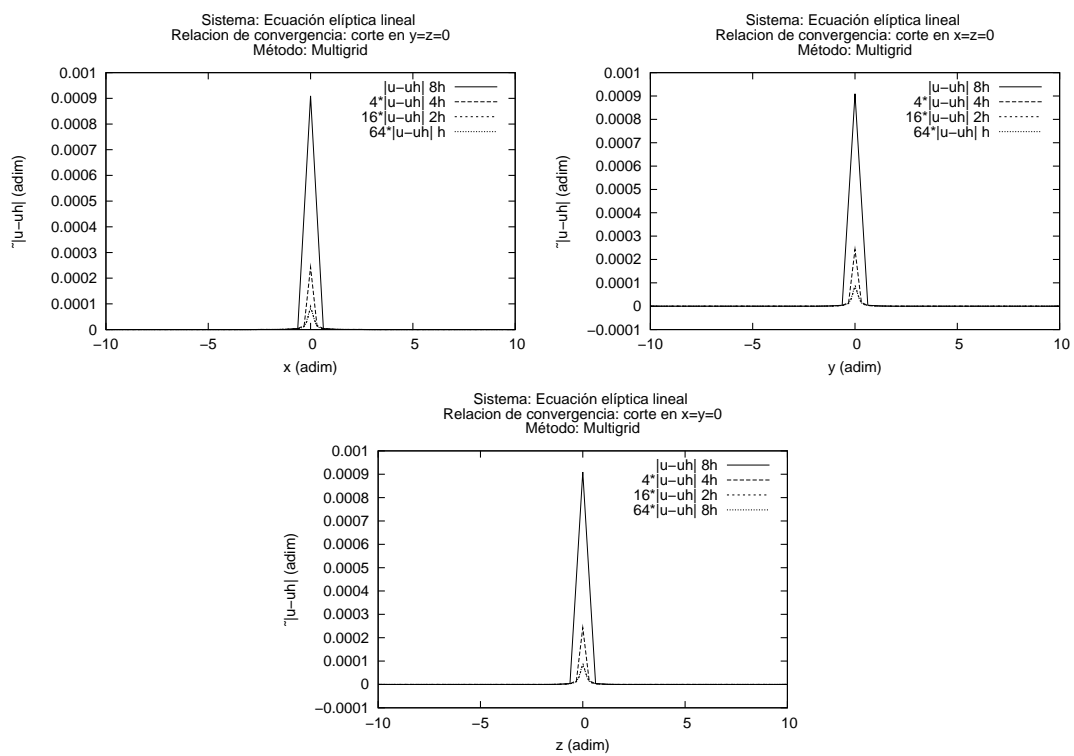 Sistema: Ecuación elíptica lineal
Relacion de convergencia: corte en y=z=0
Método: Multigrid
|u−uh| 8h
4*|u−uh| 4h
16*|u−uh| 2h
64*|u−uh| h
0.001
0.0009
0.0008
0.0007
0.0006
0.0005
0.0004
0.0003
0.0002
0.0001
0
˜|u−uh| (adim)
−10
−5
0
5
10
x (adim)
Sistema: Ecuación elíptica lineal
Relacion de convergencia: corte en x=z=0
Método: Multigrid
|u−uh| 8h
4*|u−uh| 4h
16*|u−uh| 2h
64*|u−uh| h
0.001
0.0009
0.0008
0.0007
0.0006
0.0005
0.0004
0.0003
0.0002
0.0001
0
−0.0001
˜|u−uh| (adim)
−10
−5
0
5
10
y (adim)
Sistema: Ecuación elíptica lineal
Relacion de convergencia: corte en x=y=0
Método: Multigrid
|u−uh| 8h
4*|u−uh| 4h
16*|u−uh| 2h
64*|u−uh| 8h
0.001
0.0009
0.0008
0.0007
0.0006
0.0005
0.0004
0.0003
0.0002
0.0001
0
−0.0001
˜|u−uh| (adim)
−10
−5
0
5
10
z (adim)